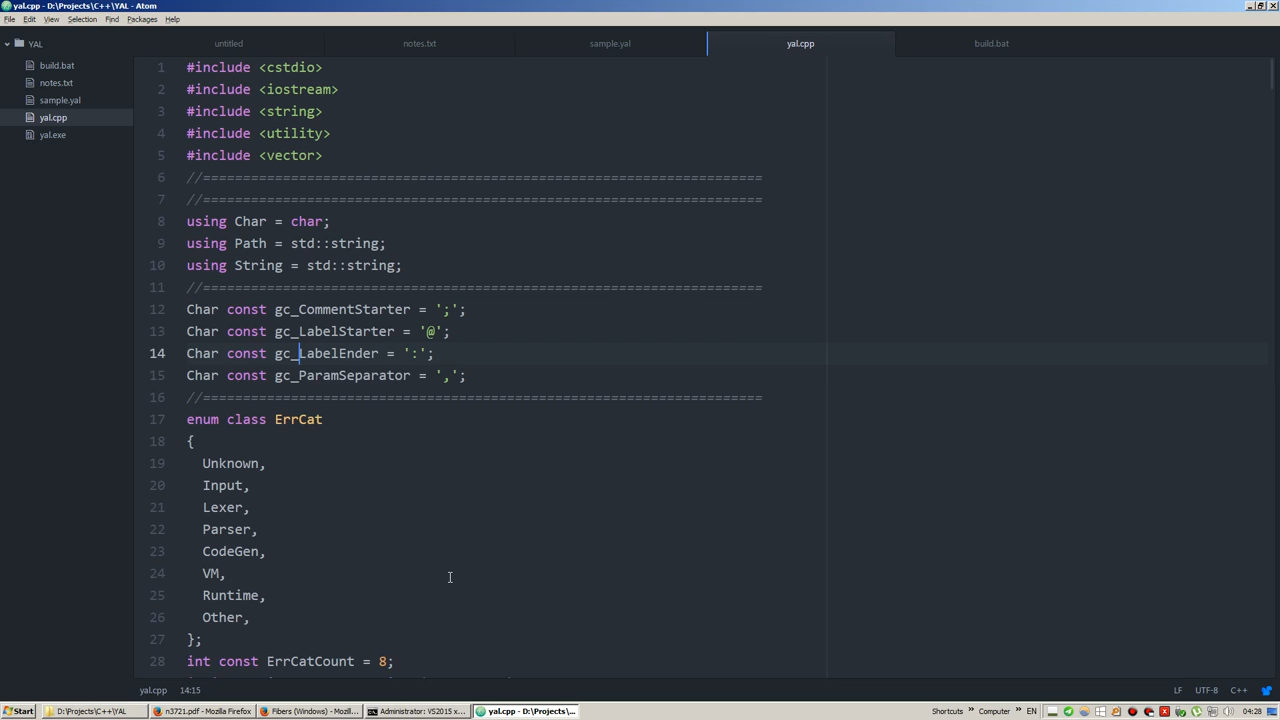 yal.cpp - D:\Projects\C++\YAL - Atom
File Edit View Selection Find Packages Help
YAL
build.bat
notes.txt
sample.yal
yal.cpp
yal.exe
untitled notes.txt sample.yal yal.cpp build.bat
1 #include <cstdio>
2 #include <iostream>
3 #include <string>
4 #include <utility>
5 #include <vector>
6 //======================================================================
7 //======================================================================
8 using Char = char;
9 using Path = std::string;
10 using String = std::string;
11 //======================================================================
12 Char const gc_CommentStarter = ';';
13 Char const gc_LabelStarter = '@';
14 Char const gc_LabelEnder = ':';
15 Char const gc_ParamSeparator = ',';
16 //======================================================================
17 enum class ErrCat
18 {
19 Unknown,
20 Input,
21 Lexer,
22 Parser,
23 CodeGen,
24 VM,
25 Runtime,
26 Other,
27 };
28 int const ErrCatCount = 8;
yal.cpp 14:15 LF UTF-8 C++
Start D:\Projects\C++\YAL n3721.pdf - Mozilla Firefox Fibers (Windows) - Mozill... Administrator: VS2015 x... yal.cpp - D:\Projects\... Shortcuts » Computer » EN 04:28